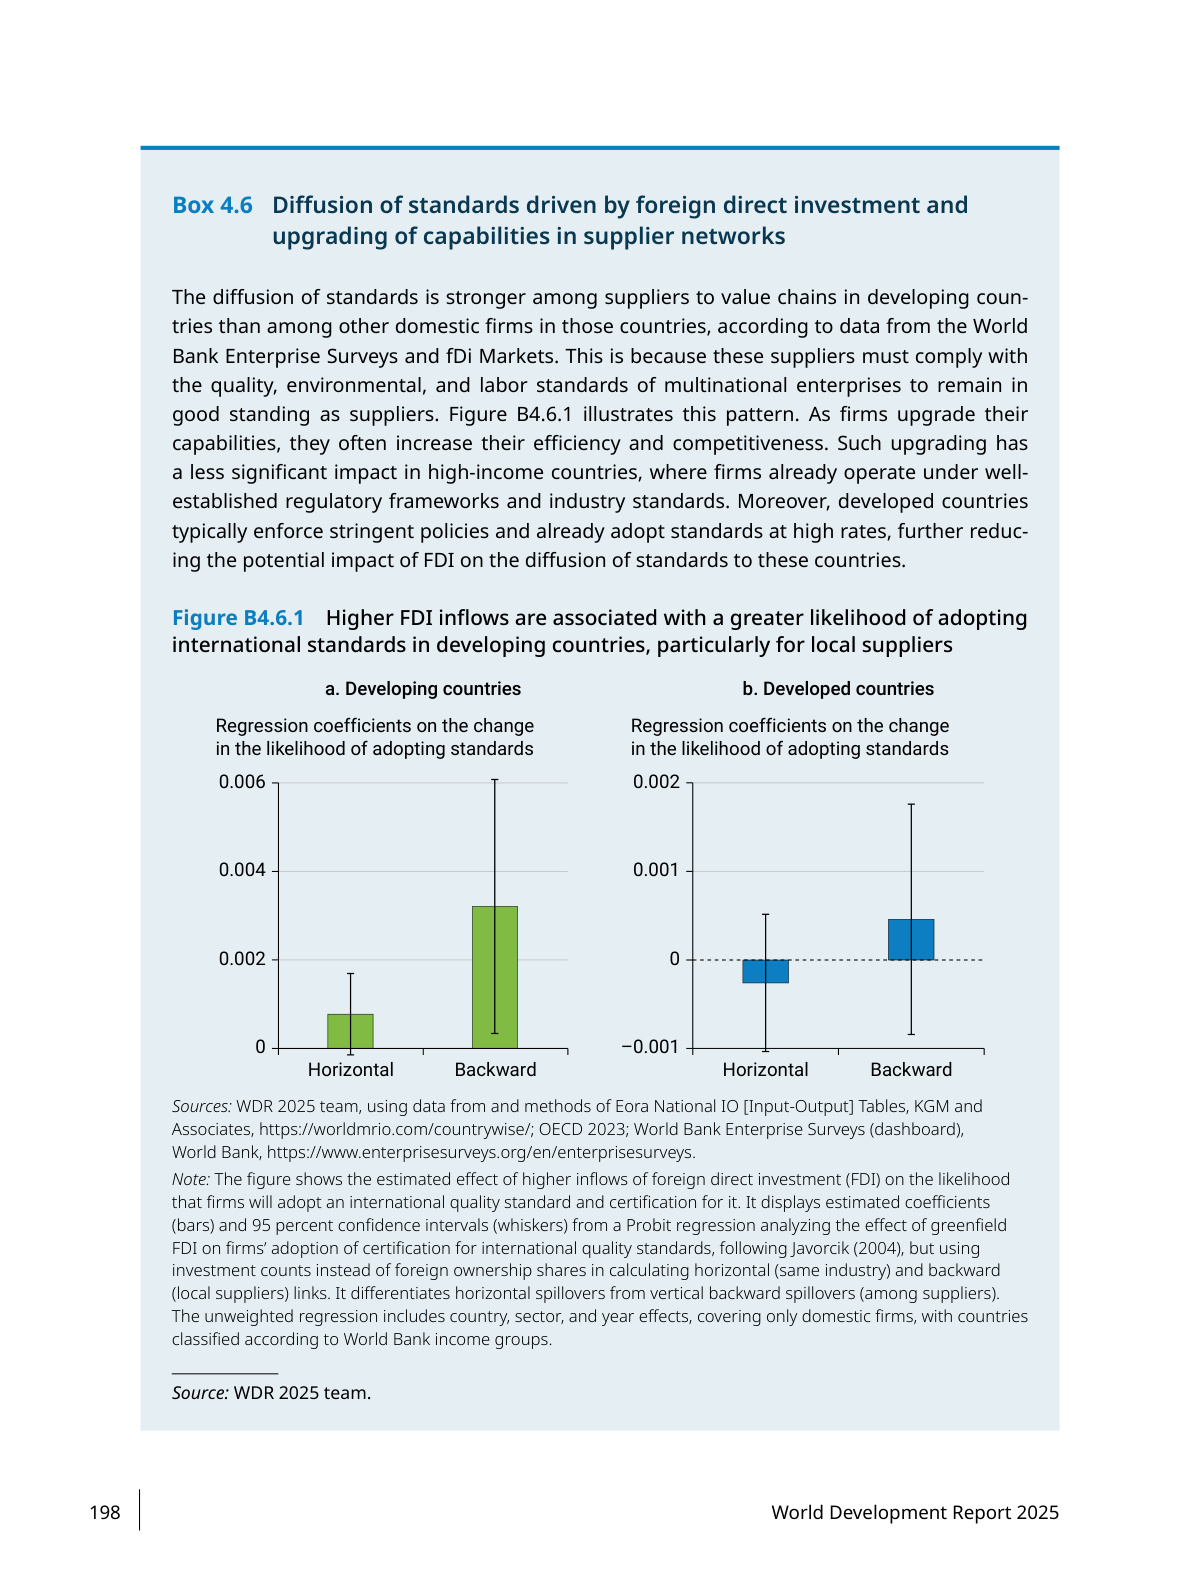 Box 4.6 Diffusion of standards driven by foreign direct investment and
upgrading of capabilities in supplier networks
The diffusion of standards is stronger among suppliers to value chains in developing coun-
tries than among other domestic firms in those countries, according to data from the World
Bank Enterprise Surveys and fDi Markets. This is because these suppliers must comply with
the quality, environmental, and labor standards of multinational enterprises to remain in
good standing as suppliers. Figure B4.6.1 illustrates this pattern. As firms upgrade their
capabilities, they often increase their efficiency and competitiveness. Such upgrading has
a less significant impact in high-income countries, where firms already operate under well-
established regulatory frameworks and industry standards. Moreover, developed countries
typically enforce stringent policies and already adopt standards at high rates, further reduc-
ing the potential impact of FDI on the diffusion of standards to these countries.
Figure B4.6.1 Higher FDI inflows are associated with a greater likelihood of adopting
international standards in developing countries, particularly for local suppliers
a. Developing countries
Regression coefficients on the change
in the likelihood of adopting standards
0.006
0.004
0.002
0
Horizontal Backward
b. Developed countries
Regression coefficients on the change
in the likelihood of adopting standards
0.002
0.001
0
−0.001
Horizontal Backward
Sources: WDR 2025 team, using data from and methods of Eora National IO [Input-Output] Tables, KGM and
Associates, https://worldmrio.com/countrywise/; OECD 2023; World Bank Enterprise Surveys (dashboard),
World Bank, https://www.enterprisesurveys.org/en/enterprisesurveys.
Note: The figure shows the estimated effect of higher inflows of foreign direct investment (FDI) on the likelihood
that firms will adopt an international quality standard and certification for it. It displays estimated coefficients
(bars) and 95 percent confidence intervals (whiskers) from a Probit regression analyzing the effect of greenfield
FDI on firms’ adoption of certification for international quality standards, following Javorcik (2004), but using
investment counts instead of foreign ownership shares in calculating horizontal (same industry) and backward
(local suppliers) links. It differentiates horizontal spillovers from vertical backward spillovers (among suppliers).
The unweighted regression includes country, sector, and year effects, covering only domestic firms, with countries
classified according to World Bank income groups.
Source: WDR 2025 team.
198
World Development Report 2025